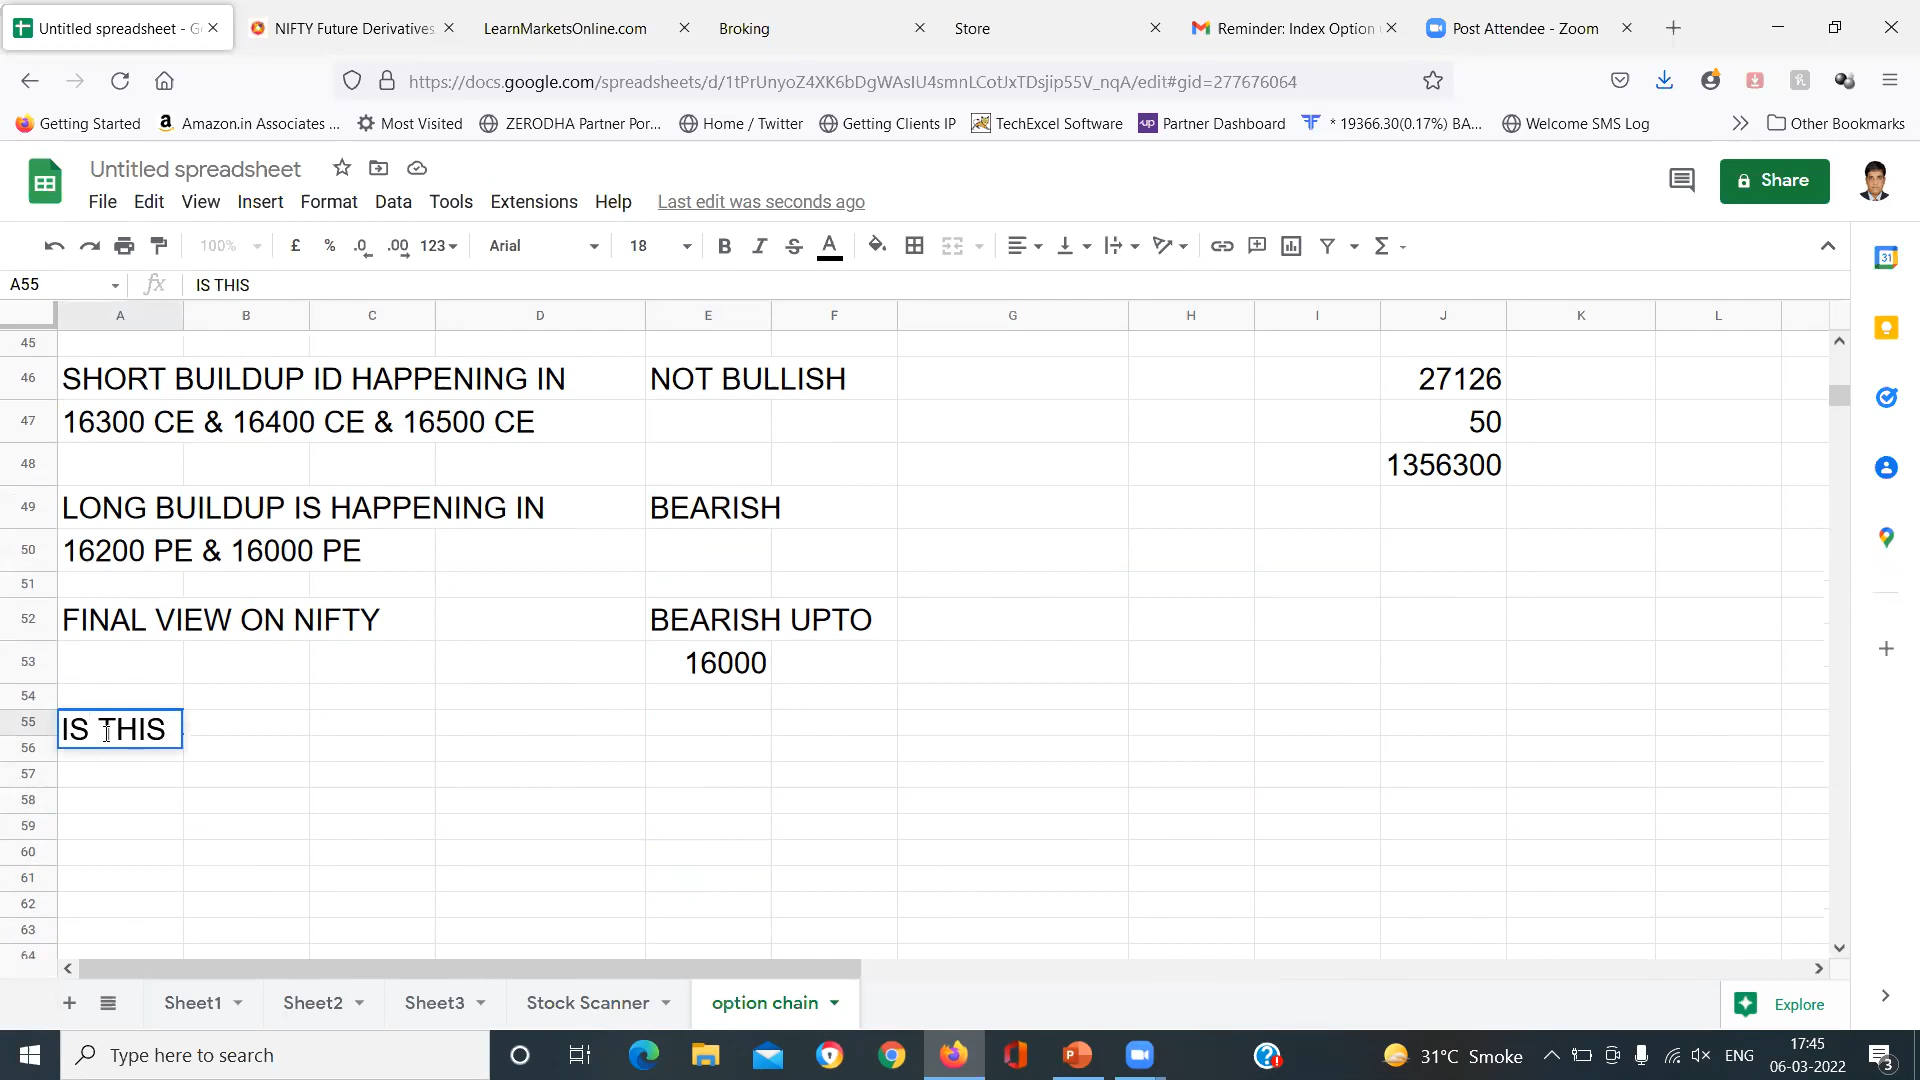 Untitled spreadsheet - G
NIFTY Future Derivatives
LearnMarketsOnline.com
Broking
Store
Reminder: Index Option
Post Attendee - Zoom
https://docs.google.com/spreadsheets/d/1tPrUnyoZ4XK6bDgWAsIU4smnLCotUxTDsjip55V_nqA/edit#gid=277676064
Getting Started
Amazon.in Associates ...
Most Visited
ZERODHA Partner Por...
Home / Twitter
Getting Clients IP
TechExcel Software
Partner Dashboard
* 19366.30(0.17%) BA...
Welcome SMS Log
Other Bookmarks
Untitled spreadsheet
Share
File Edit View Insert Format Data Tools Extensions Help Last edit was seconds ago
100% £ % .0 .00 123 Arial 18 B I S A
A55 fx IS THIS
A B C D E F G H I J K L
45
46 SHORT BUILDUP ID HAPPENING IN NOT BULLISH 27126
47 16300 CE & 16400 CE & 16500 CE 50
48 1356300
49 LONG BUILDUP IS HAPPENING IN BEARISH
50 16200 PE & 16000 PE
51
52 FINAL VIEW ON NIFTY BEARISH UPTO
53 16000
54
55 IS THIS
56
57
58
59
60
61
62
63
64
Sheet1 Sheet2 Sheet3 Stock Scanner option chain Explore
Type here to search
31°C Smoke
ENG
17:45
06-03-2022
3
31